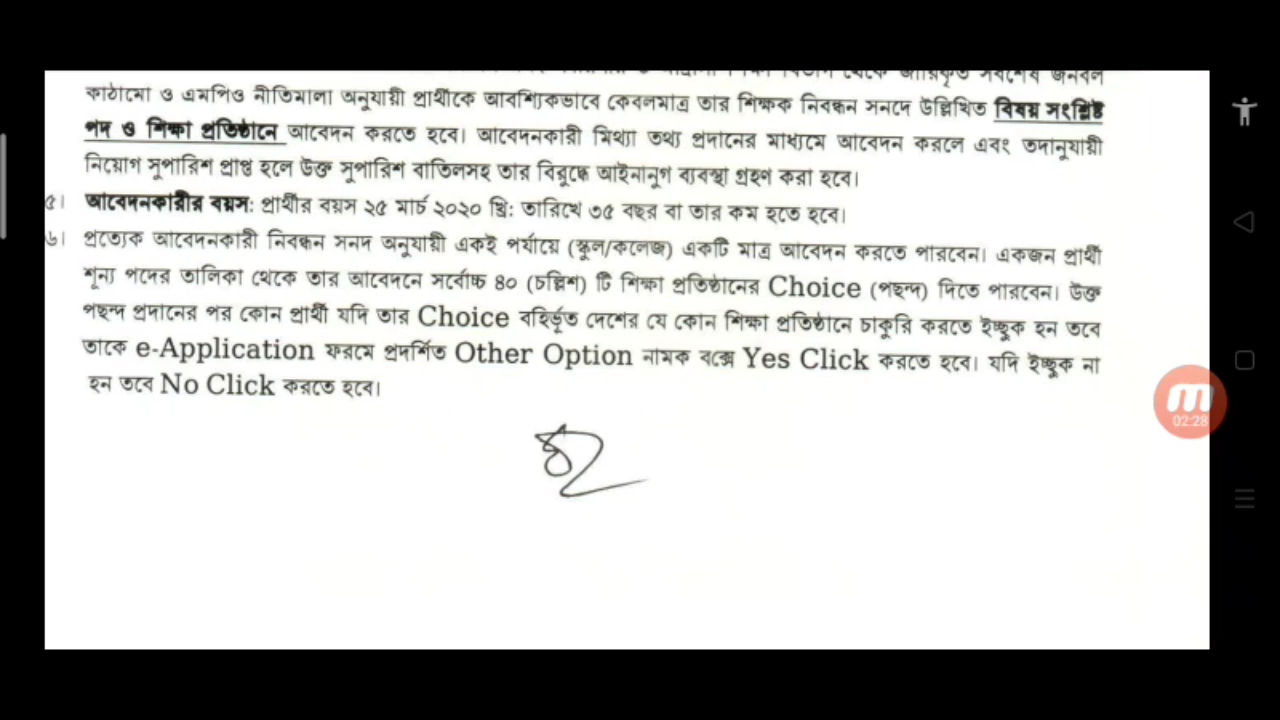 থেকে জারিকৃত সর্বশেষ জনবল
কাঠামো ও এমপিও নীতিমালা অনুযায়ী প্রার্থীকে আবশ্যিকভাবে কেবলমাত্র তার শিক্ষক নিবন্ধন সনদে উল্লিখিত বিষয় সংশ্লিষ্ট
পদ ও শিক্ষা প্রতিষ্ঠানে আবেদন করতে হবে। আবেদনকারী মিথ্যা তথ্য প্রদানের মাধ্যমে আবেদন করলে এবং তদানুযায়ী
নিয়োগ সুপারিশ প্রাপ্ত হলে উক্ত সুপারিশ বাতিলসহ তার বিরুদ্ধে আইনানুগ ব্যবস্থা গ্রহণ করা হবে।
৫। আবেদনকারীর বয়স: প্রার্থীর বয়স ২৫ মার্চ ২০২০ খ্রি: তারিখে ৩৫ বছর বা তার কম হতে হবে।
৬। প্রত্যেক আবেদনকারী নিবন্ধন সনদ অনুযায়ী একই পর্যায়ে (স্কুল/কলেজ) একটি মাত্র আবেদন করতে পারবেন। একজন প্রার্থী
শূন্য পদের তালিকা থেকে তার আবেদনে সর্বোচ্চ ৪০ (চল্লিশ) টি শিক্ষা প্রতিষ্ঠানের Choice (পছন্দ) দিতে পারবেন। উক্ত
পছন্দ প্রদানের পর কোন প্রার্থী যদি তার Choice বহির্ভূত দেশের যে কোন শিক্ষা প্রতিষ্ঠানে চাকুরি করতে ইচ্ছুক হন তবে
তাকে e-Application ফরমে প্রদর্শিত Other Option নামক বক্সে Yes Click করতে হবে। যদি ইচ্ছুক না
হন তবে No Click করতে হবে।
02:28